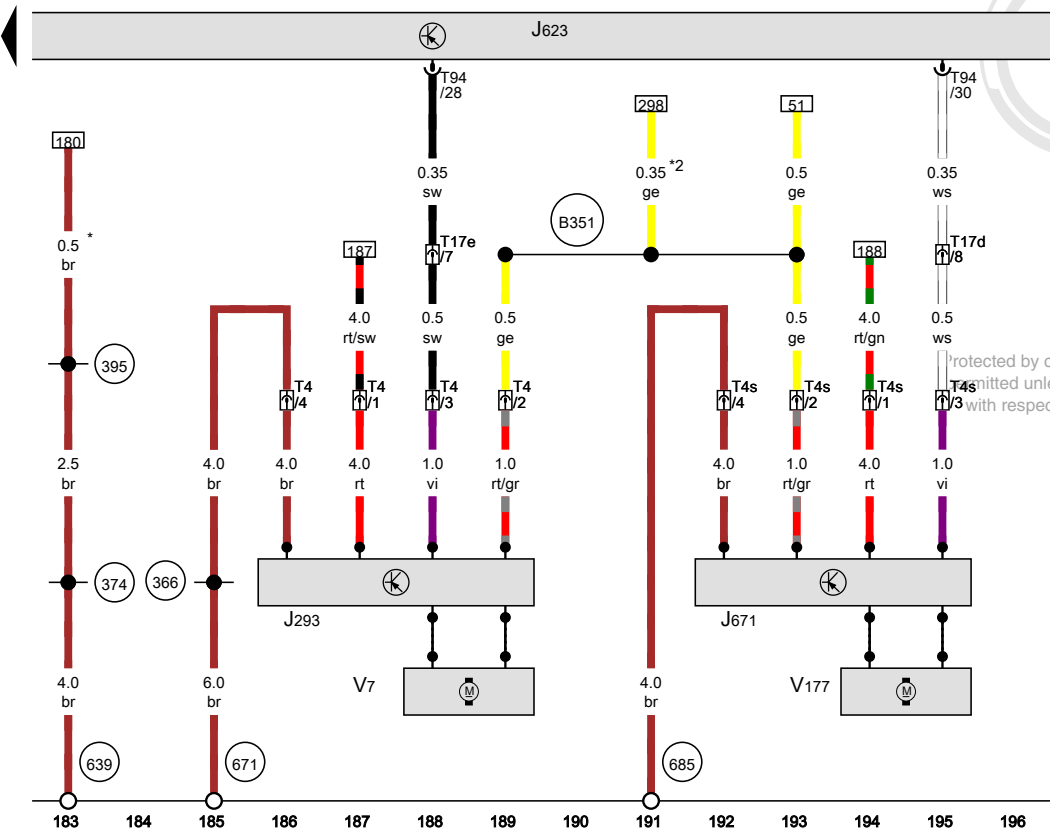 J623
T94
/28
T94
/30
298
51
180
0.35
sw
0.35 *2
ge
0.5
ge
0.35
ws
B351
0.5 *
br
187
T17e
/7
188
T17d
/8
4.0
rt/sw
0.5
sw
0.5
ge
0.5
ge
4.0
rt/gn
0.5
ws
395
T4
/4
T4
/1
T4
/3
T4
/2
T4s
/4
T4s
/2
T4s
/1
T4s
/3
Protected by c
ermitted unle
with respec
2.5
br
4.0
br
4.0
br
4.0
rt
1.0
vi
1.0
rt/gr
4.0
br
1.0
rt/gr
4.0
rt
1.0
vi
374
366
J293
J671
V7
V177
4.0
br
6.0
br
4.0
br
639
671
685
183 184 185 186 187 188 189 190 191 192 193 194 195 196
M
M